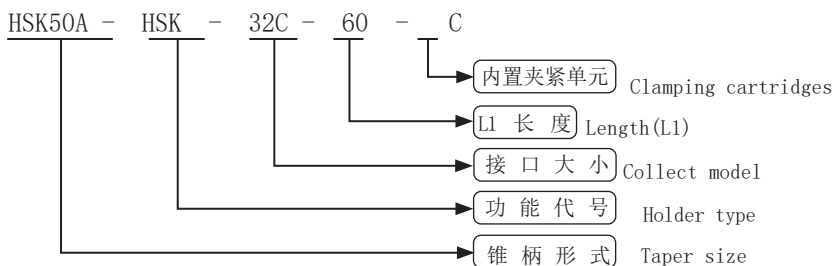 HSK50A - HSK - 32C - 60 - C
内置夹紧单元 Clamping cartridges
L1 长 度 Length(L1)
接 口 大 小 Collect model
功 能 代 号 Holder type
锥 柄 形 式 Taper size